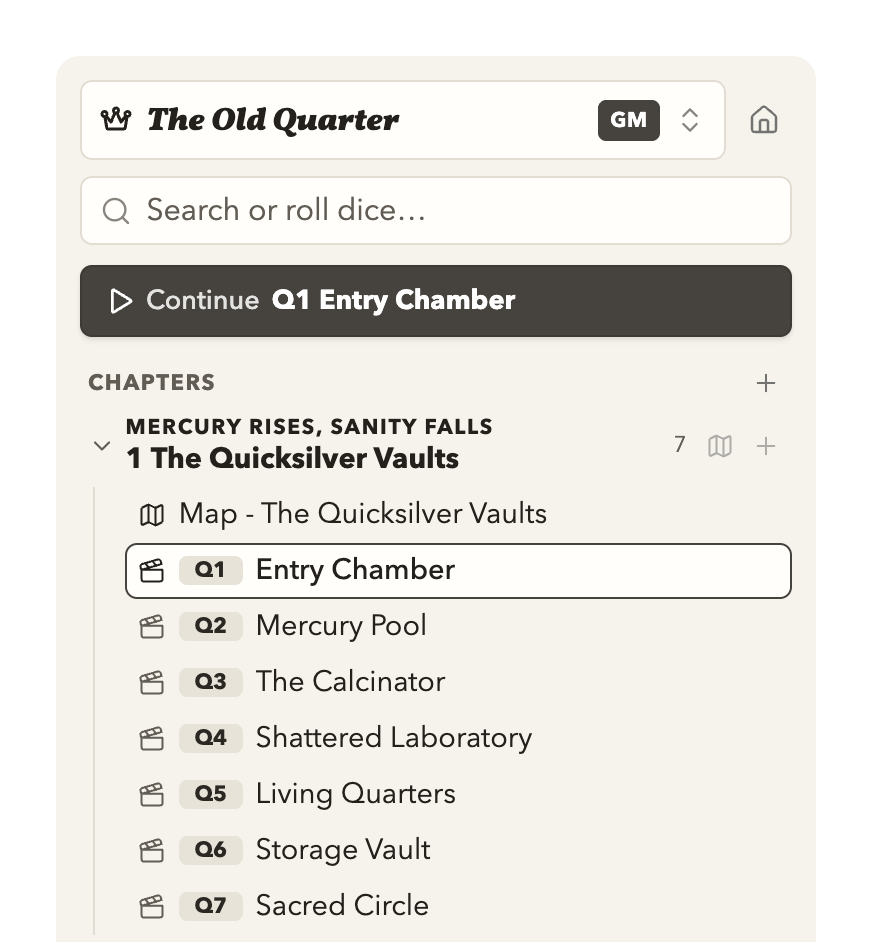 The Old Quarter GM
Search or roll dice…
Continue Q1 Entry Chamber
CHAPTERS
MERCURY RISES, SANITY FALLS
1 The Quicksilver Vaults 7
Map - The Quicksilver Vaults
Q1 Entry Chamber
Q2 Mercury Pool
Q3 The Calcinator
Q4 Shattered Laboratory
Q5 Living Quarters
Q6 Storage Vault
Q7 Sacred Circle